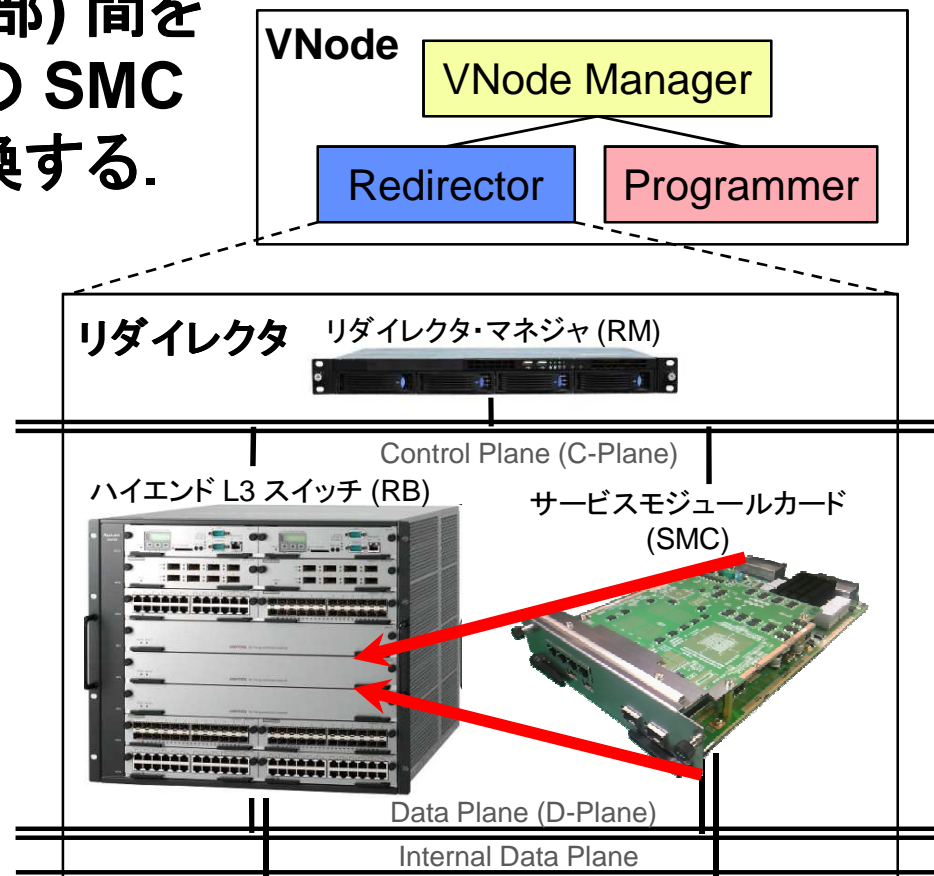 部) 間を
の SMC
換する.
VNode
VNode Manager
Redirector
Programmer
リダイレクタ
リダイレクタ・マネジャ (RM)
Control Plane (C-Plane)
ハイエンド L3 スイッチ (RB)
サービスモジュールカード
(SMC)
Data Plane (D-Plane)
Internal Data Plane